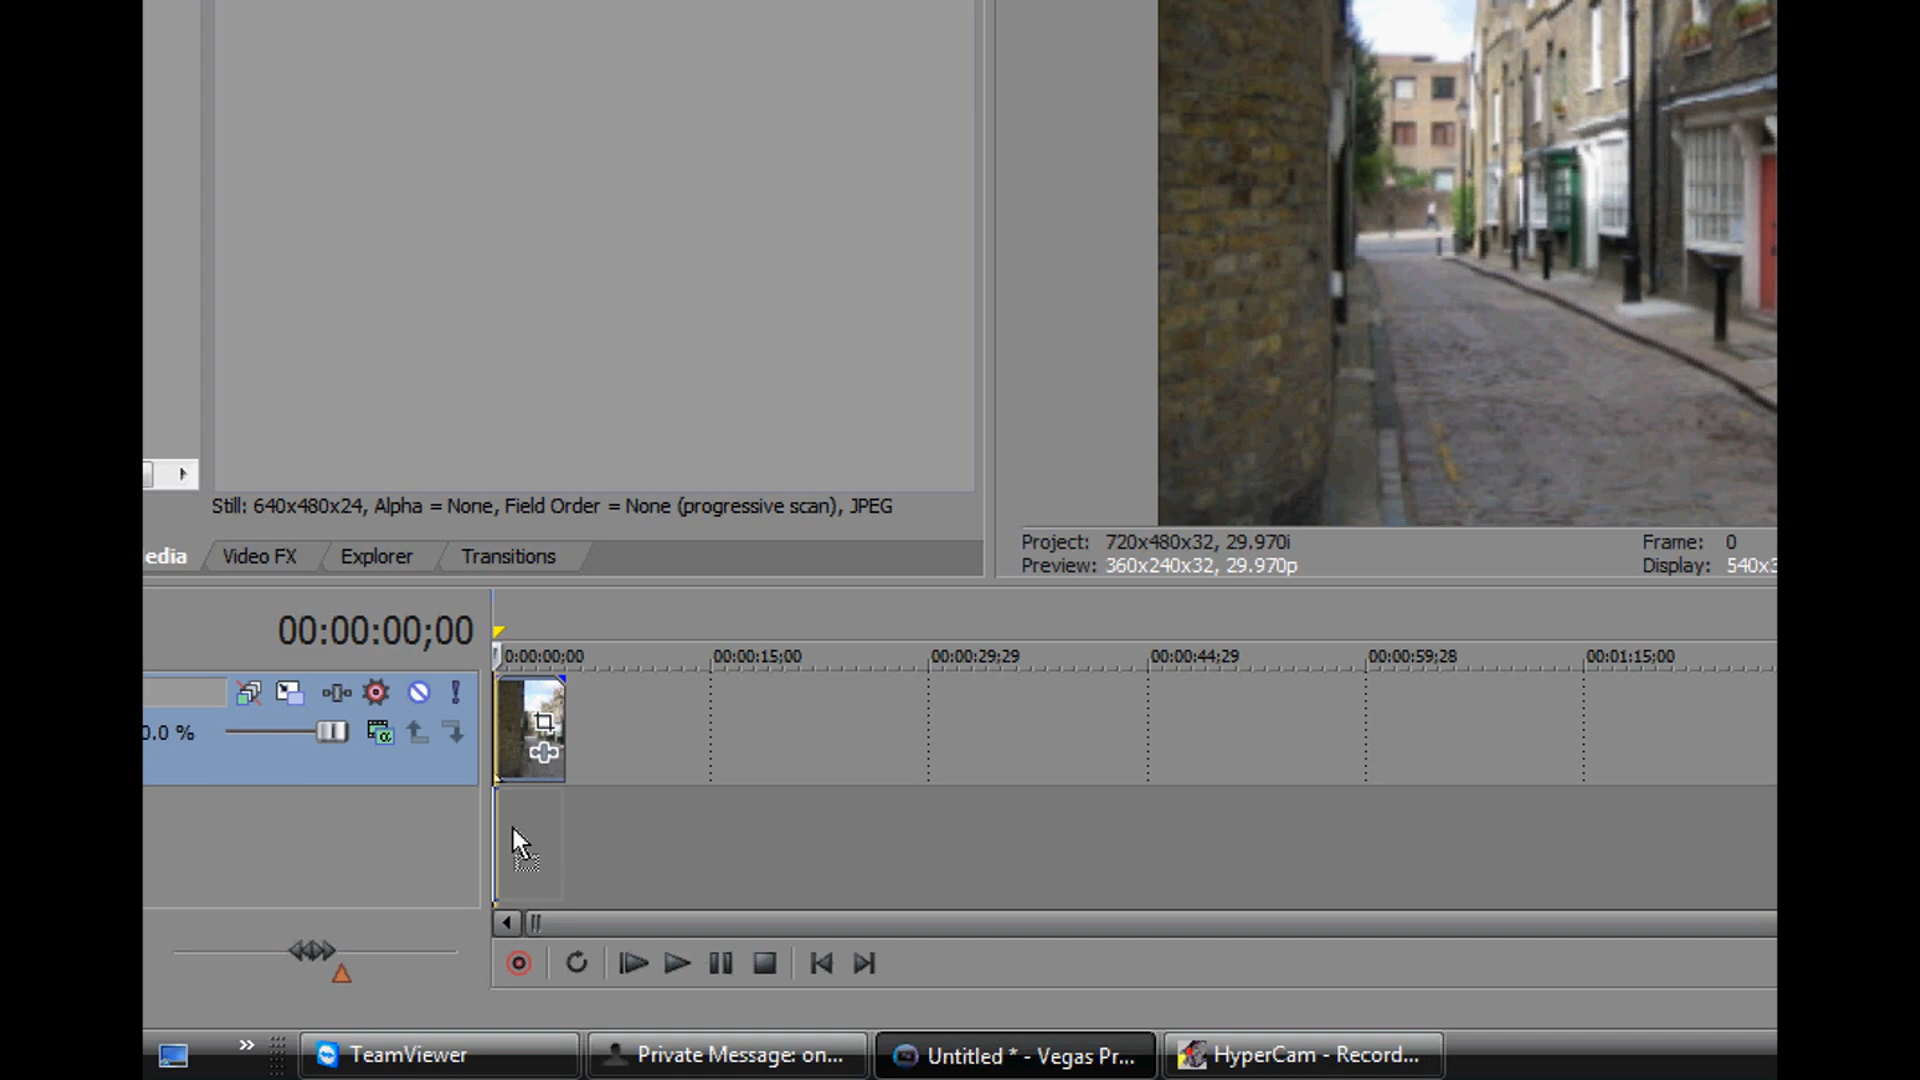 Still: 640x480x24, Alpha = None, Field Order = None (progressive scan), JPEG
edia Video FX Explorer Transitions
Project: 720x480x32, 29.970i Frame: 0
Preview: 360x240x32, 29.970p Display: 540x3
00:00:00;00
0:00:00;00 00:00:15;00 00:00:29;29 00:00:44;29 00:00:59;28 00:01:15;00
0.0 %
TeamViewer Private Message: on... Untitled * - Vegas Pr... HyperCam - Record...